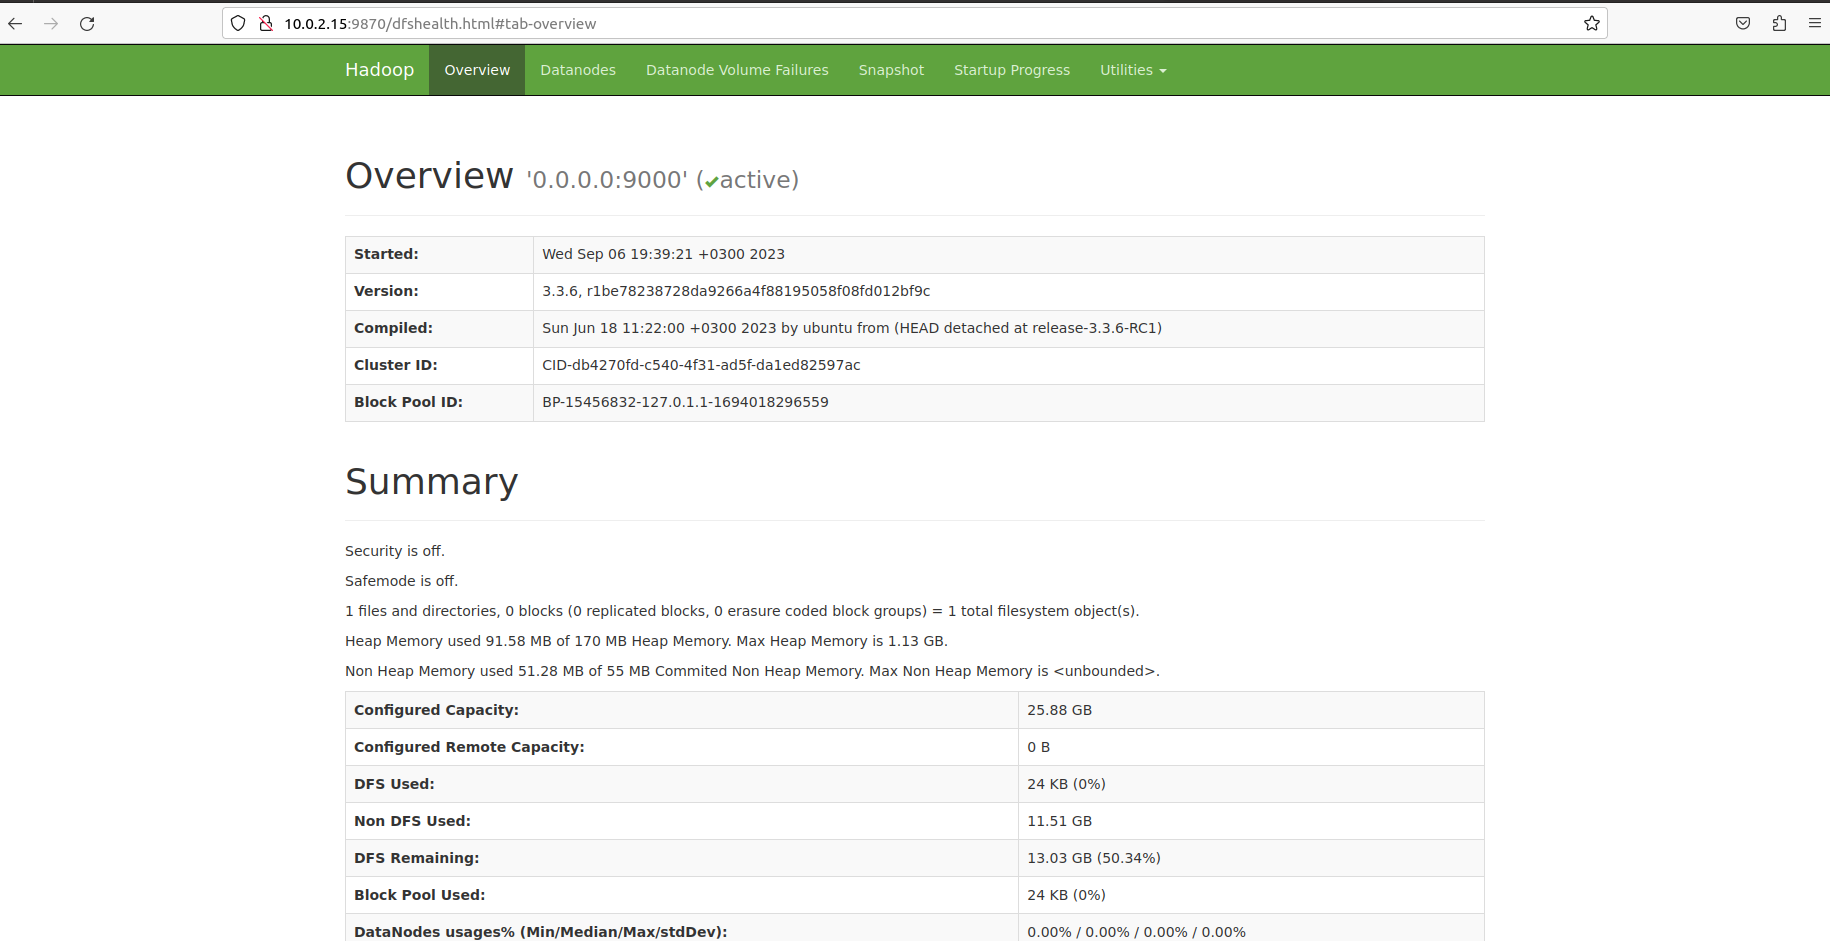 10.0.2.15:9870/dfshealth.html#tab-overview
Hadoop Overview Datanodes Datanode Volume Failures Snapshot Startup Progress Utilities
Overview '0.0.0.0:9000' (✔active)
Started: Wed Sep 06 19:39:21 +0300 2023
Version: 3.3.6, r1be78238728da9266a4f88195058f08fd012bf9c
Compiled: Sun Jun 18 11:22:00 +0300 2023 by ubuntu from (HEAD detached at release-3.3.6-RC1)
Cluster ID: CID-db4270fd-c540-4f31-ad5f-da1ed82597ac
Block Pool ID: BP-15456832-127.0.1.1-1694018296559
Summary
Security is off.
Safemode is off.
1 files and directories, 0 blocks (0 replicated blocks, 0 erasure coded block groups) = 1 total filesystem object(s).
Heap Memory used 91.58 MB of 170 MB Heap Memory. Max Heap Memory is 1.13 GB.
Non Heap Memory used 51.28 MB of 55 MB Commited Non Heap Memory. Max Non Heap Memory is <unbounded>.
Configured Capacity: 25.88 GB
Configured Remote Capacity: 0 B
DFS Used: 24 KB (0%)
Non DFS Used: 11.51 GB
DFS Remaining: 13.03 GB (50.34%)
Block Pool Used: 24 KB (0%)
DataNodes usages% (Min/Median/Max/stdDev): 0.00% / 0.00% / 0.00% / 0.00%